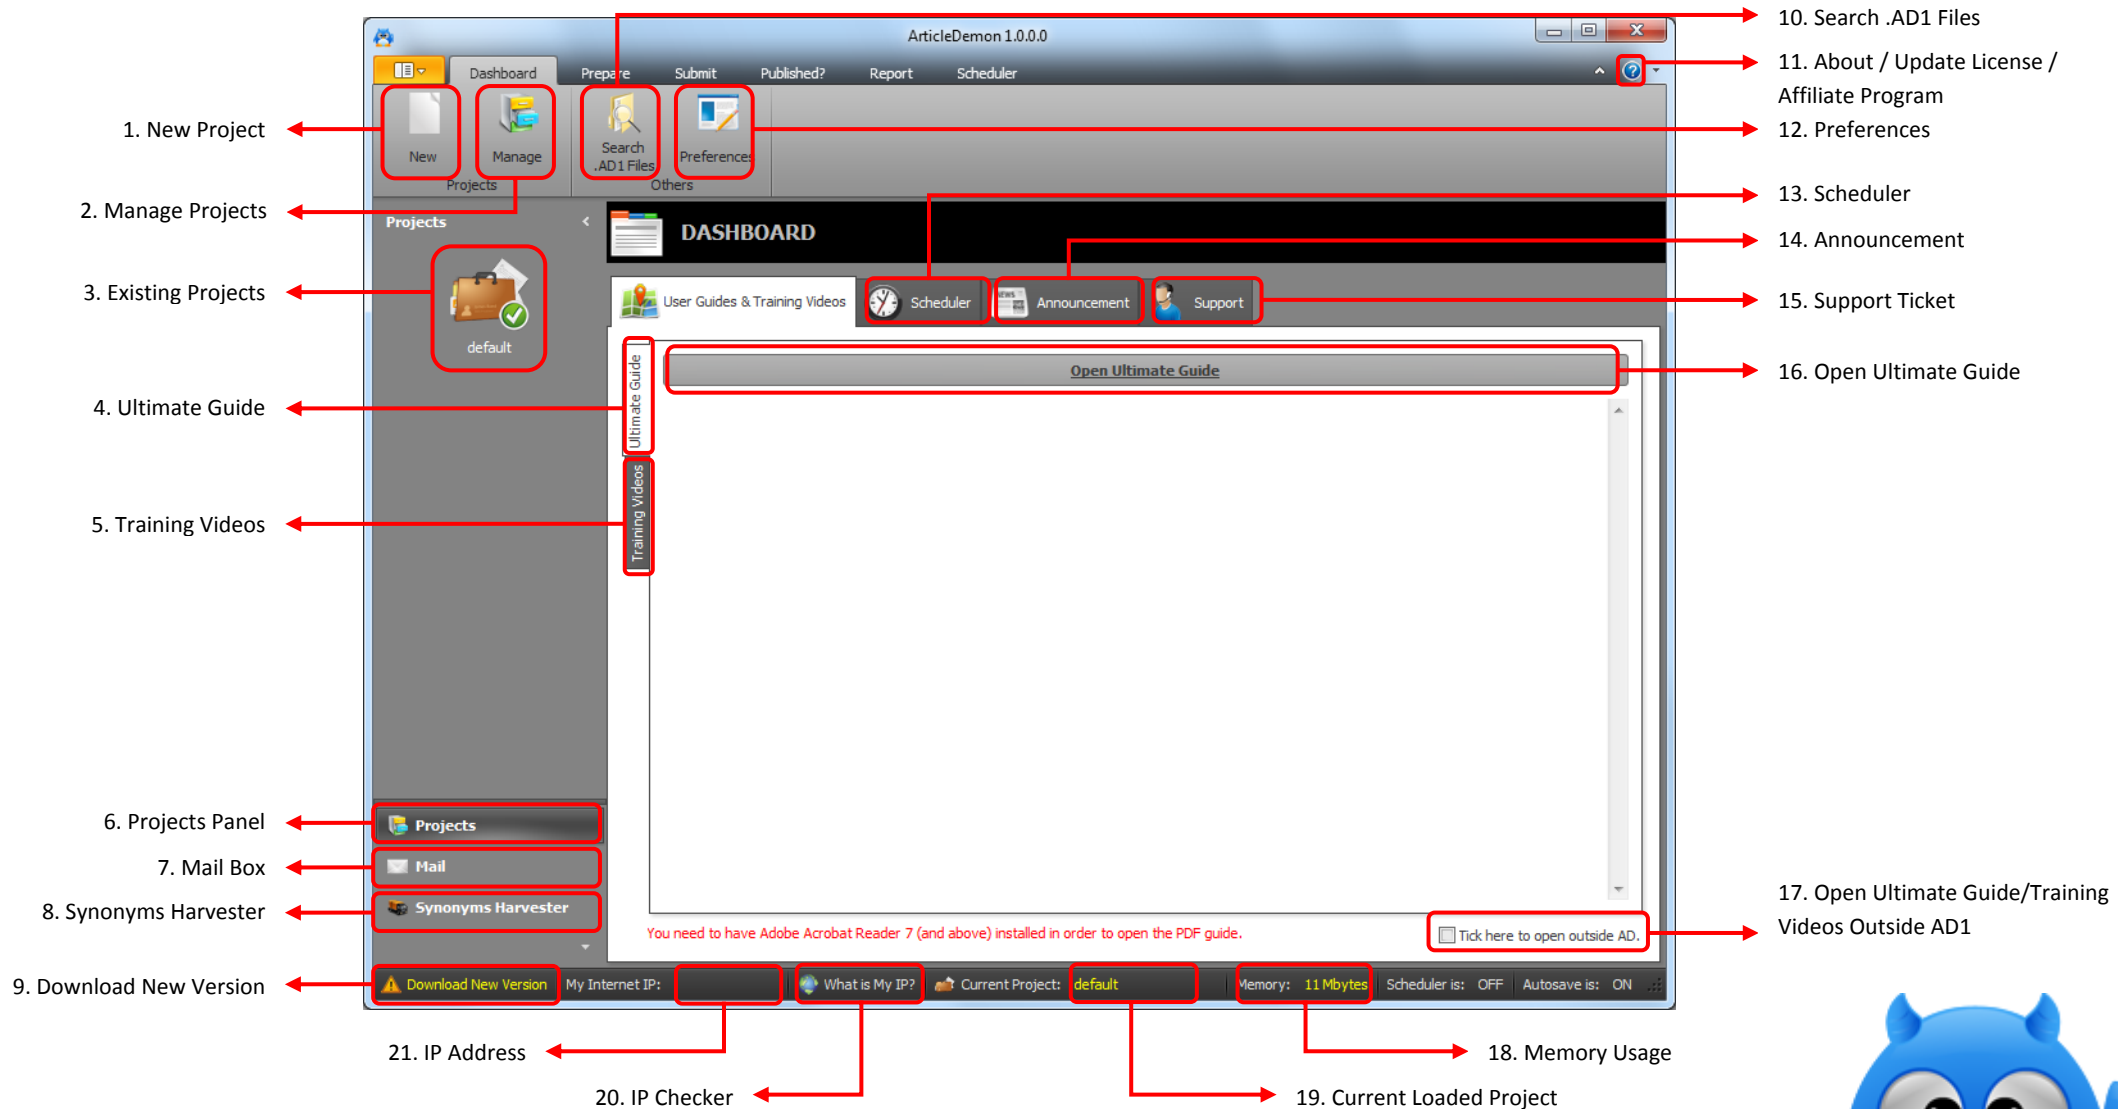 10. Search .AD1 Files
ArticleDemon 1.0.0.0
11. About / Update License /
Affiliate Program
Dashboard
Prepare
Submit
Published?
Report
Scheduler
1. New Project
12. Preferences
New
Manage
Search
.AD1 Files
Preferences
Projects
Others
2. Manage Projects
13. Scheduler
Projects
DASHBOARD
14. Announcement
3. Existing Projects
default
User Guides & Training Videos
Scheduler
NEWS
Announcement
Support
15. Support Ticket
Ultimate Guide
Open Ultimate Guide
16. Open Ultimate Guide
4. Ultimate Guide
Training Videos
5. Training Videos
6. Projects Panel
Projects
7. Mail Box
Mail
8. Synonyms Harvester
Synonyms Harvester
17. Open Ultimate Guide/Training
Videos Outside AD1
You need to have Adobe Acrobat Reader 7 (and above) installed in order to open the PDF guide.
Tick here to open outside AD.
9. Download New Version
Download New Version
My Internet IP:
What is My IP?
Current Project:
default
Memory:
11 Mbytes
Scheduler is:
OFF
Autosave is:
ON
21. IP Address
18. Memory Usage
20. IP Checker
19. Current Loaded Project